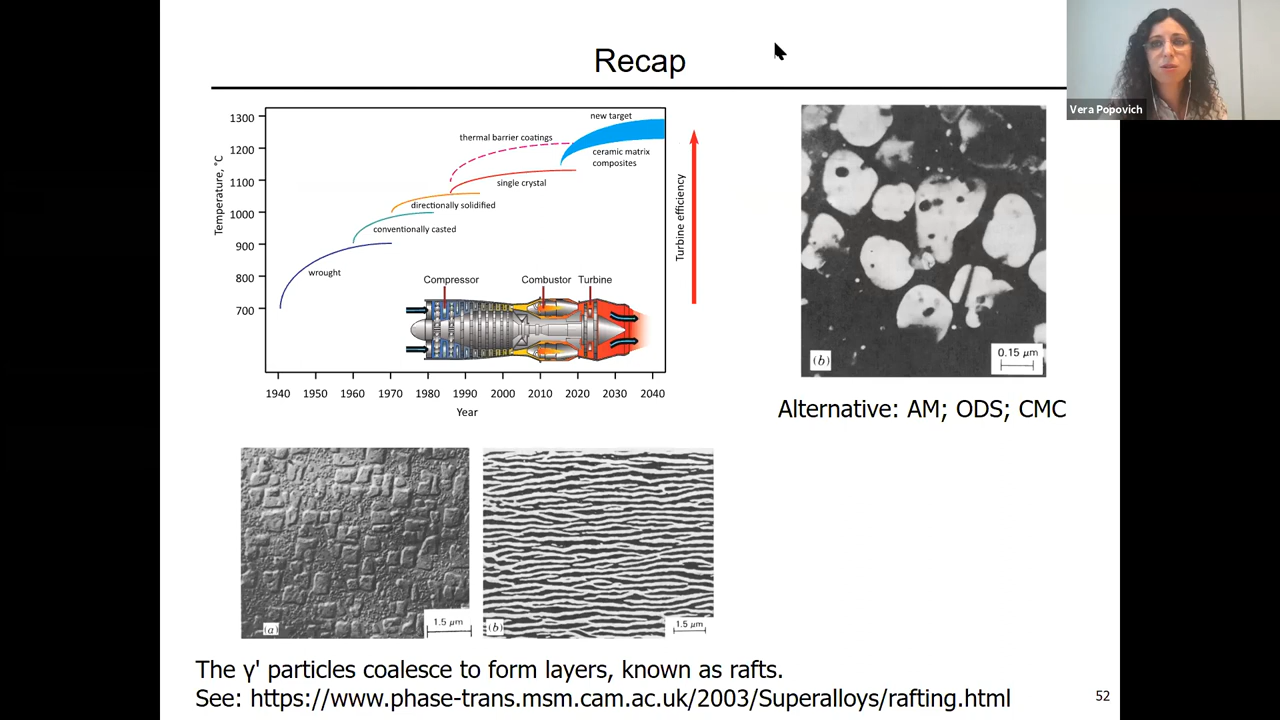 Recap
Vera Popovich
Temperature, °C
1300
1200
1100
1000
900
800
700
new target
thermal barrier coatings
ceramic matrix
composites
single crystal
directionally solidified
conventionally casted
wrought
Compressor
Combustor
Turbine
1940
1950
1960
1970
1980
1990
2000
2010
2020
2030
2040
Year
Turbine efficiency
(b)
0.15 μm
Alternative: AM; ODS; CMC
(a)
1.5 μm
(b)
1.5 μm
The γ' particles coalesce to form layers, known as rafts.
See: https://www.phase-trans.msm.cam.ac.uk/2003/Superalloys/rafting.html
52